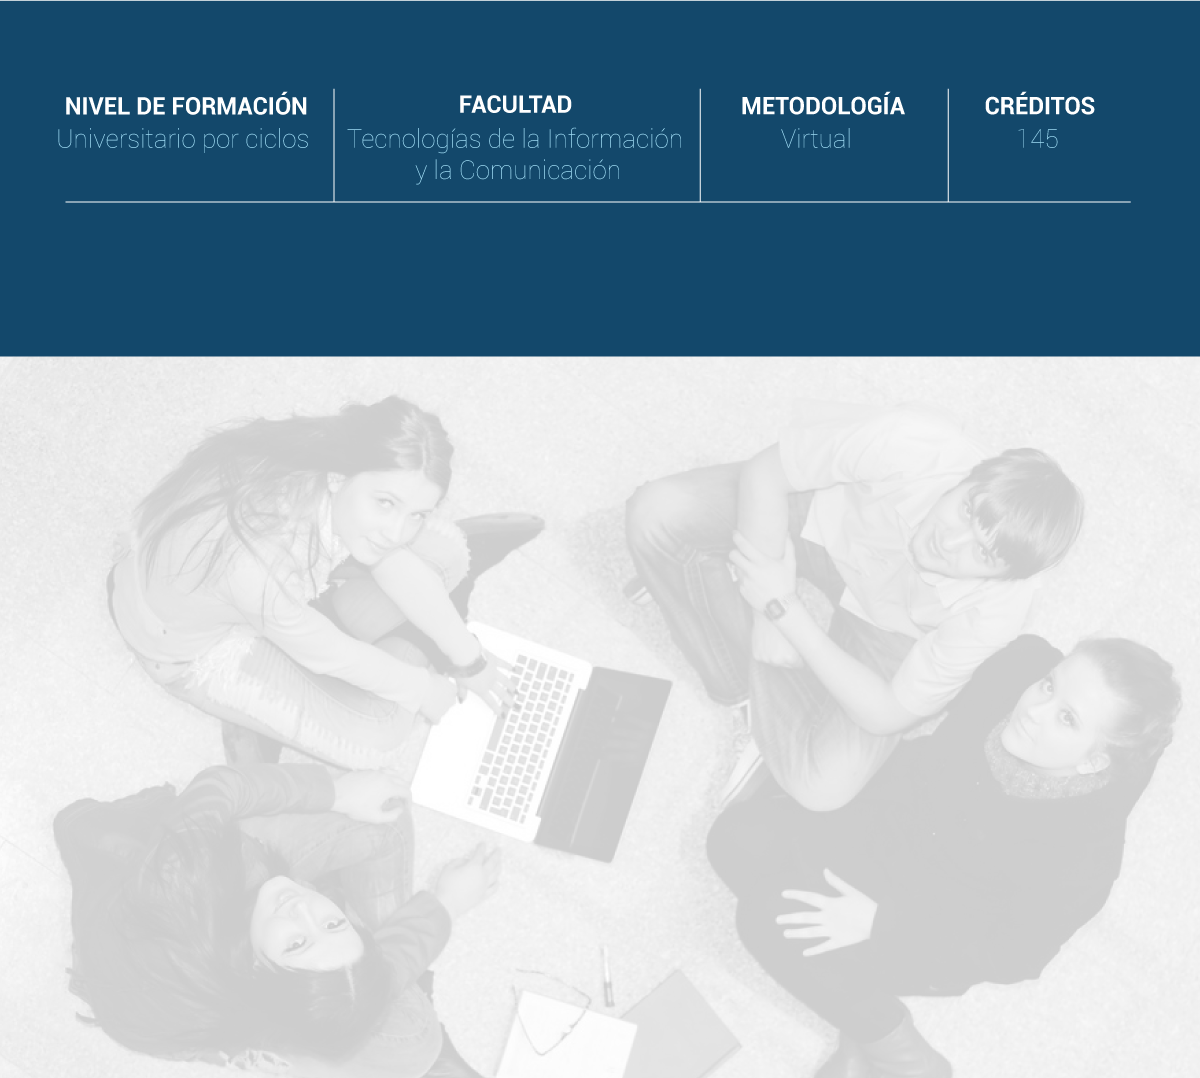 NIVEL DE FORMACIÓN
Universitario por ciclos
FACULTAD
Tecnologías de la Información
y la Comunicación
METODOLOGÍA
Virtual
CRÉDITOS
145